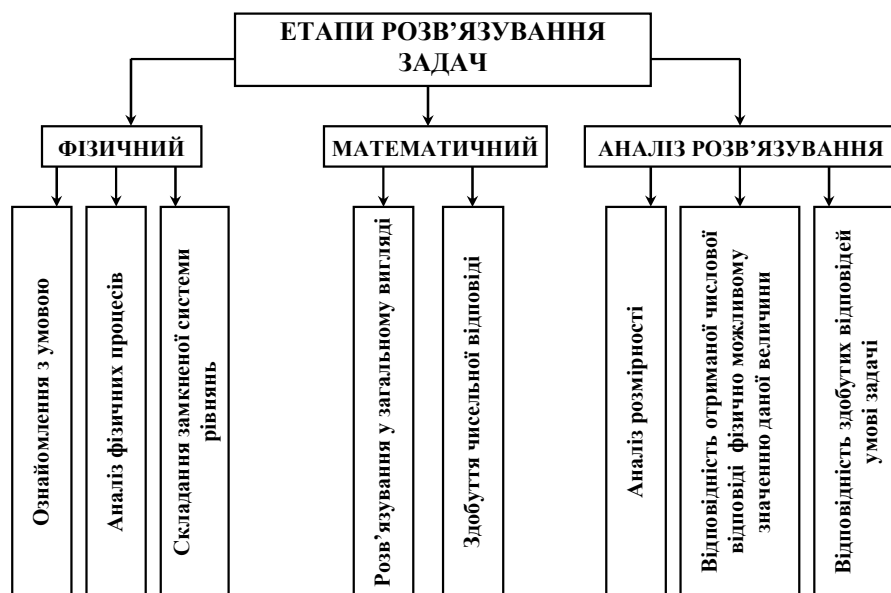 ЕТАПИ РОЗВ’ЯЗУВАННЯ
ЗАДАЧ
ФІЗИЧНИЙ
МАТЕМАТИЧНИЙ
АНАЛІЗ РОЗВ’ЯЗУВАННЯ
Ознайомлення з умовою
Аналіз фізичних процесів
Складання замкненої системи
рівнянь
Розв’язування у загальному вигляді
Здобуття чисельної відповіді
Аналіз розмірності
Відповідність отриманої числової
відповіді фізично можливому
значенню даної величини
Відповідність здобутих відповідей
умові задачі